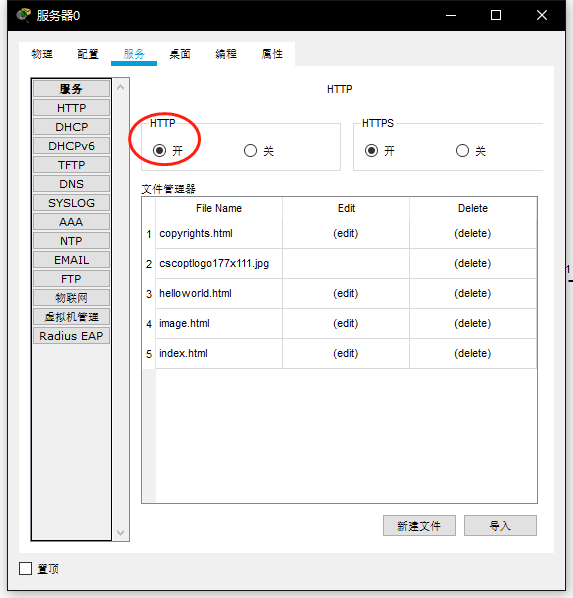 服务器0
物理 配置 服务 桌面 编程 属性
服务
HTTP
DHCP
DHCPv6
TFTP
DNS
SYSLOG
AAA
NTP
EMAIL
FTP
物联网
虚拟机管理
Radius EAP
HTTP
HTTP HTTPS
开 关 开 关
文件管理器
File Name Edit Delete
1 copyrights.html (edit) (delete)
2 cscoptlogo177x111.jpg (delete)
3 helloworld.html (edit) (delete)
4 image.html (edit) (delete)
5 index.html (edit) (delete)
新建文件 导入
置顶
1